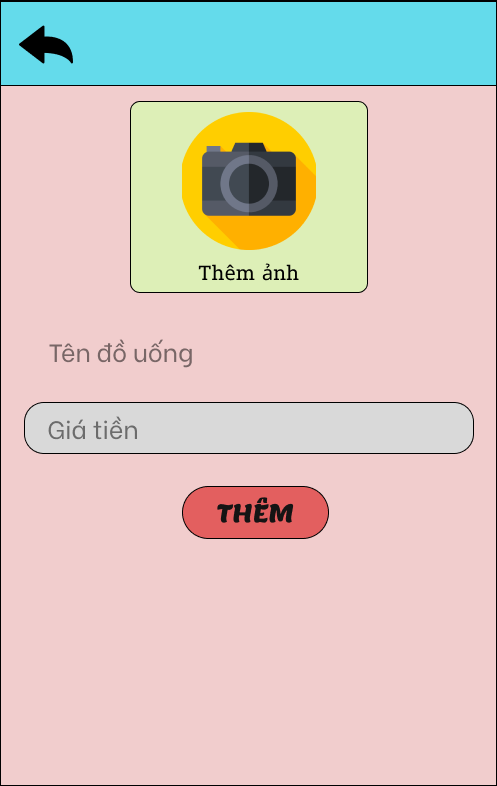 Thêm ảnh
Tên đồ uống
Giá tiền
THÊM